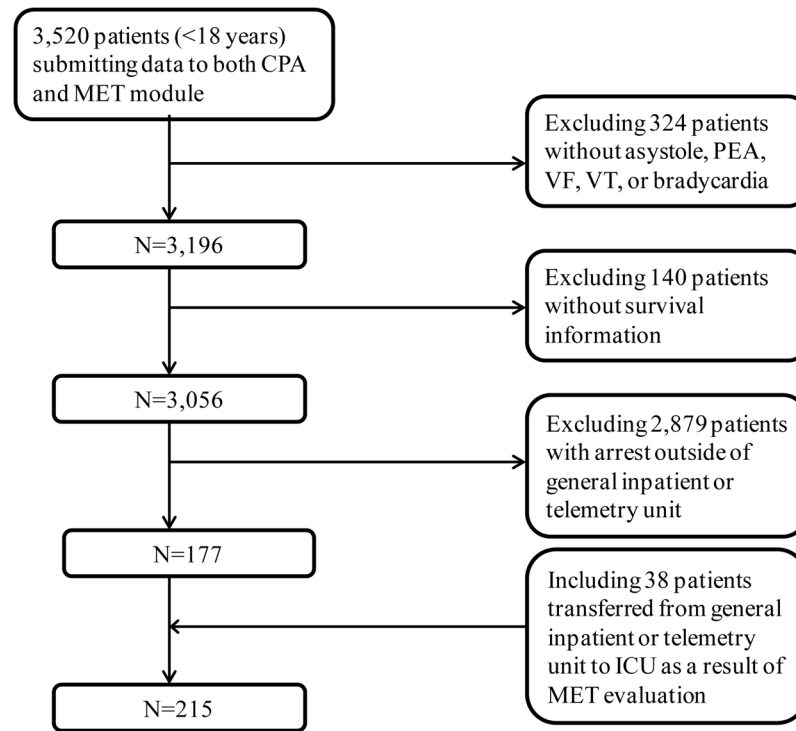 3,520 patients (<18 years)
submitting data to both CPA
and MET module
Excluding 324 patients
without asystole, PEA,
VF, VT, or bradycardia
N=3,196
Excluding 140 patients
without survival
information
N=3,056
Excluding 2,879 patients
with arrest outside of
general inpatient or
telemetry unit
N=177
Including 38 patients
transferred from general
inpatient or telemetry
unit to ICU as a result of
MET evaluation
N=215